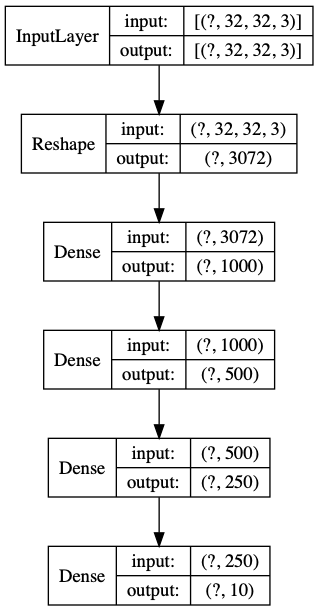 InputLayer
input: [(?, 32, 32, 3)]
output: [(?, 32, 32, 3)]
Reshape
input: (?, 32, 32, 3)
output: (?, 3072)
Dense
input: (?, 3072)
output: (?, 1000)
Dense
input: (?, 1000)
output: (?, 500)
Dense
input: (?, 500)
output: (?, 250)
Dense
input: (?, 250)
output: (?, 10)